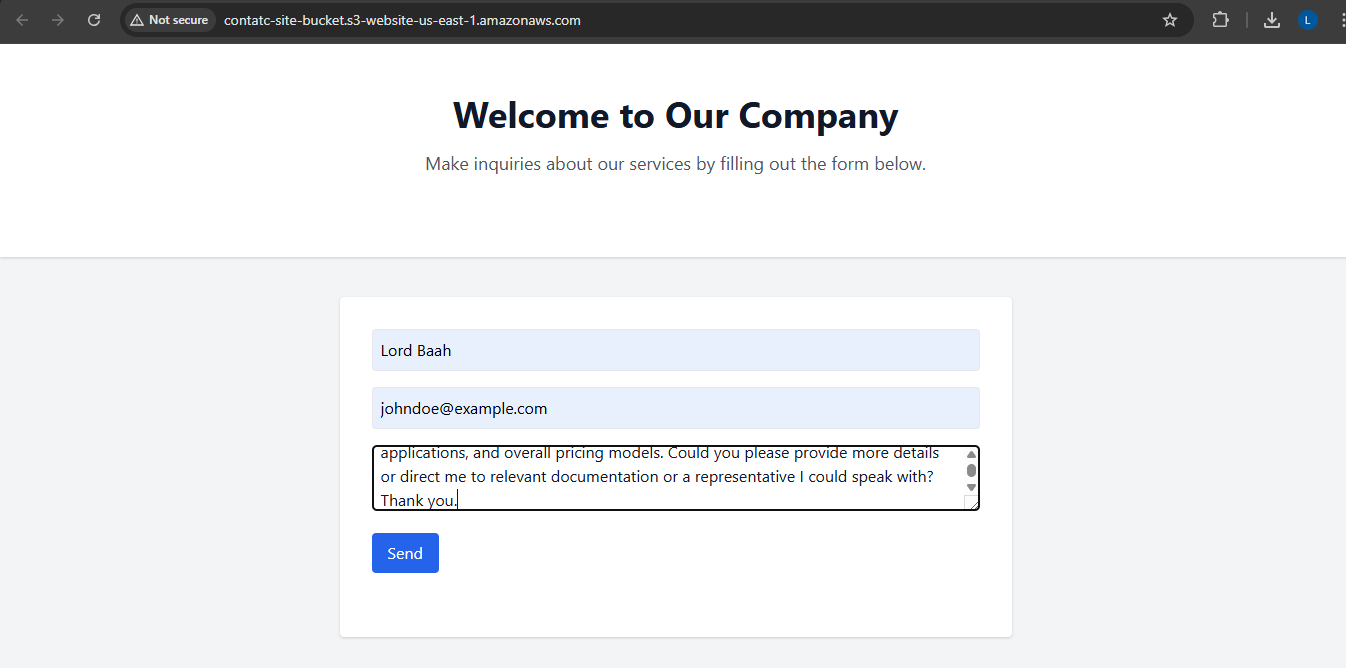 Not secure
contatc-site-bucket.s3-website-us-east-1.amazonaws.com
L
Welcome to Our Company
Make inquiries about our services by filling out the form below.
Lord Baah
johndoe@example.com
applications, and overall pricing models. Could you please provide more details
or direct me to relevant documentation or a representative I could speak with?
Thank you.
Send